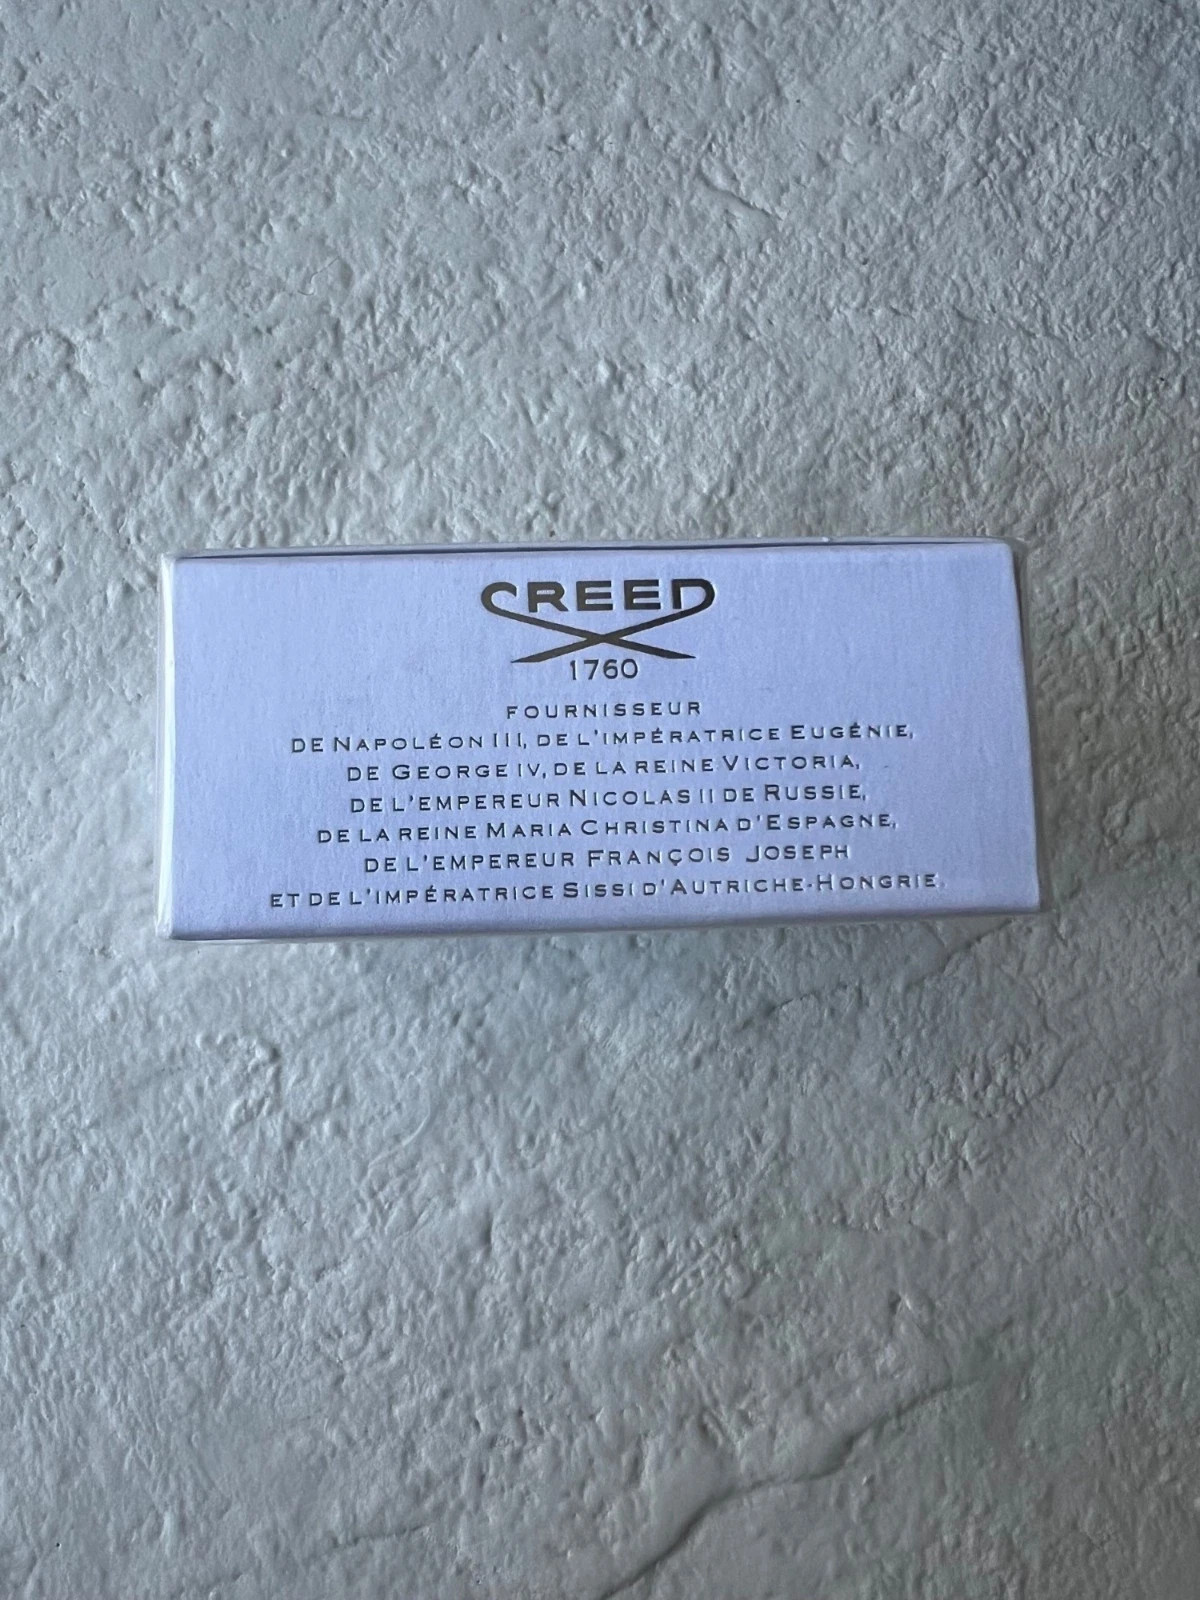 CREED
1760
FOURNISSEUR
DE NAPOLÉON III, DE L'IMPÉRATRICE EUGÉNIE,
DE GEORGE IV, DE LA REINE VICTORIA,
DE L'EMPEREUR NICOLAS II DE RUSSIE,
DE LA REINE MARIA CHRISTINA D'ESPAGNE,
DE L'EMPEREUR FRANÇOIS JOSEPH
ET DE L'IMPÉRATRICE SISSI D'AUTRICHE-HONGRIE.